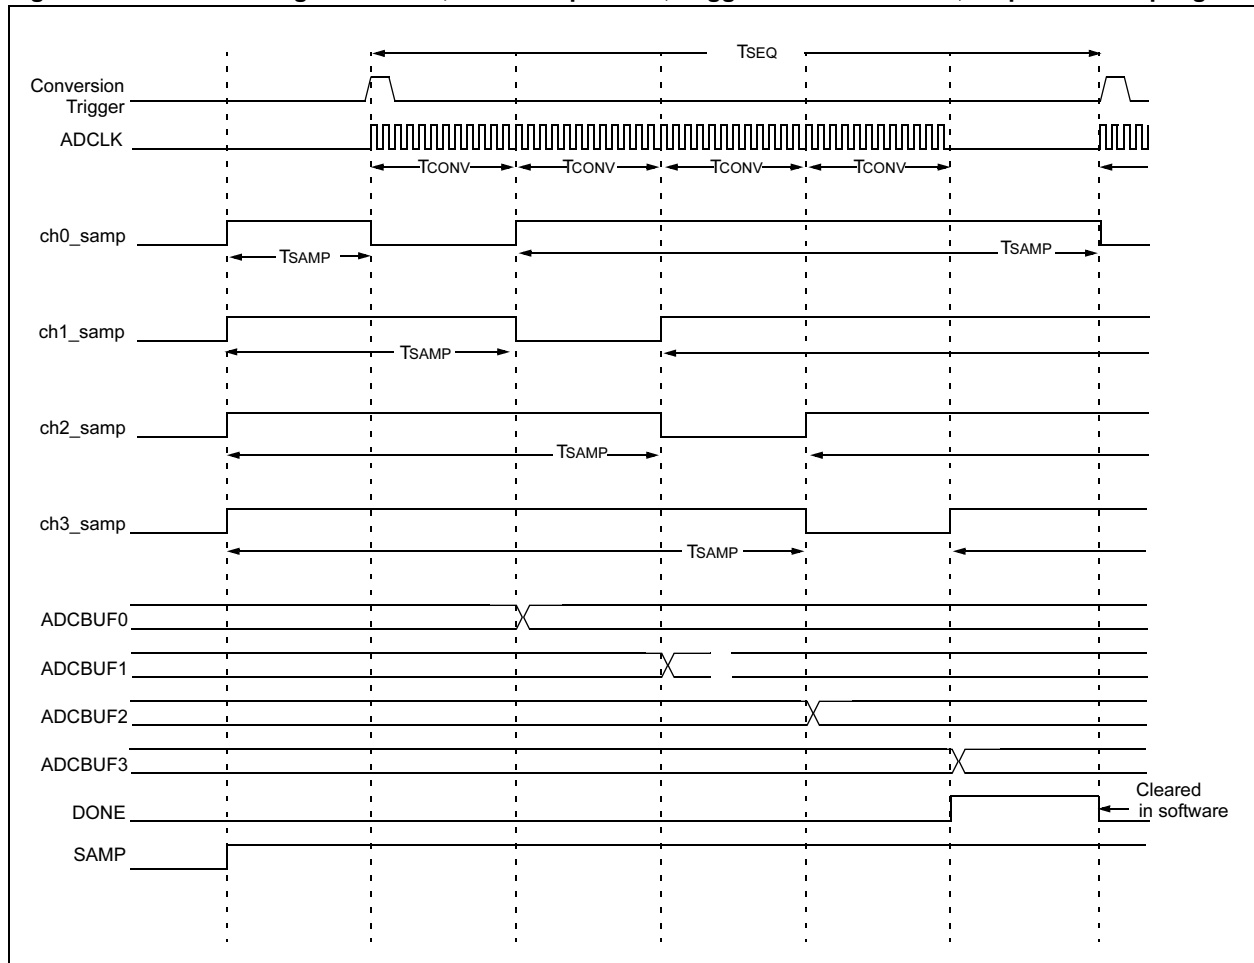 TSEQ
Conversion
Trigger
ADCLK
TCONV TCONV TCONV TCONV
ch0_samp
TSAMP TSAMP
ch1_samp
TSAMP
ch2_samp
TSAMP
ch3_samp
TSAMP
ADCBUF0
ADCBUF1
ADCBUF2
ADCBUF3
DONE
Cleared
in software
SAMP